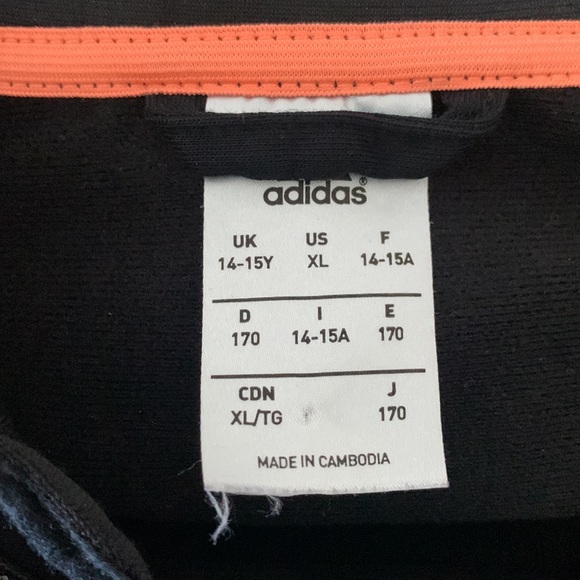 adidas®
UK US F
14-15Y XL 14-15A
D I E
170 14-15A 170
CDN J
XL/TG 170
MADE IN CAMBODIA